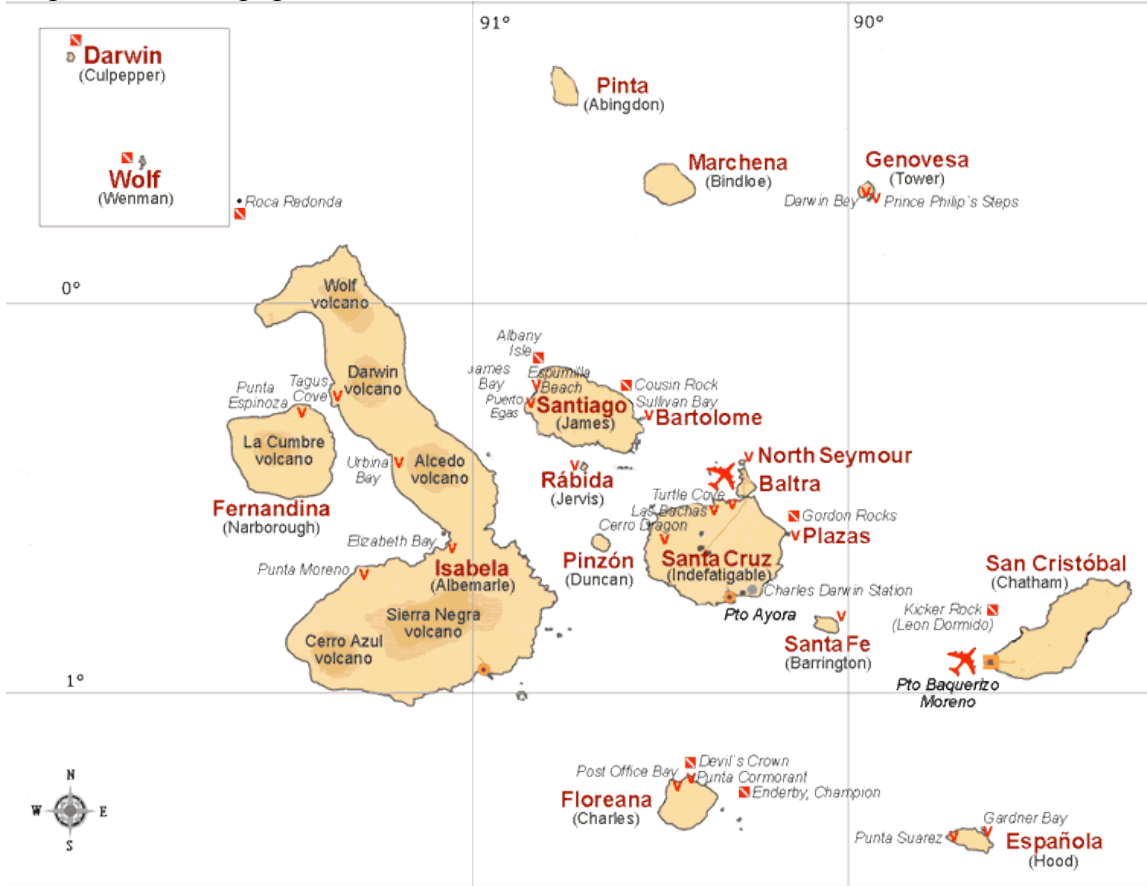 91°
90°
Darwin
(Culpepper)
Pinta
(Abingdon)
Marchena
(Bindloe)
Genovesa
(Tower)
Wolf
(Wenman)
Darwin Bay
Prince Philip's Steps
Roca Redonda
Wolf
volcano
0°
Albany
Isle
Darwin
volcano
James
Bay
Espumilla
Beach
Tagus
Cove
Punta
Espinoza
Cousin Rock
Puerto
Egas
Santiago
(James)
Sullivan Bay
Bartolome
La Cumbre
volcano
Urbina
Bay
Alcedo
volcano
North Seymour
Rábida
(Jervis)
Baltra
Turtle Cove
Las Bachas
Fernandina
(Narborough)
Gordon Rocks
Cerro Dragon
Plazas
Elizabeth Bay
Pinzón
(Duncan)
Santa Cruz
(Indefatigable)
Isabela
(Albemarle)
Punta Moreno
San Cristóbal
(Chatham)
Charles Darwin Station
Sierra Negra
volcano
Pto Ayora
Kicker Rock
(Leon Dormido)
Cerro Azul
volcano
Santa Fe
(Barrington)
1°
Pto Baquerizo
Moreno
Devil's Crown
Post Office Bay
Punta Cormorant
Enderby, Champion
Floreana
(Charles)
Gardner Bay
Punta Suarez
Española
(Hood)
N
W
E
S